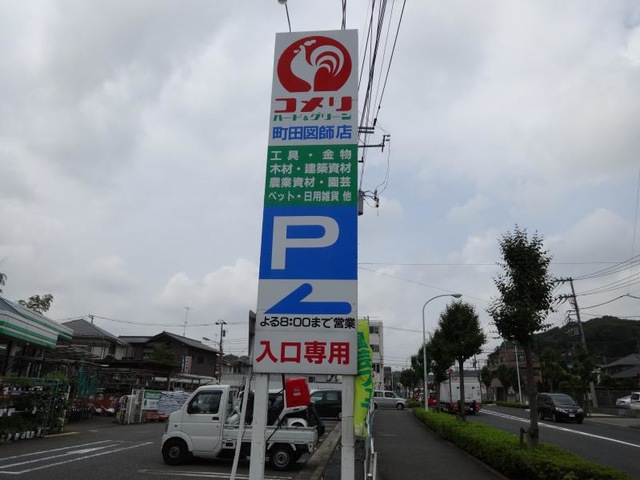 コメリ
ハード&グリーン
町田図師店
工具・金物
木材・建築資材
農業資材・園芸
ペット・日用雑貨 他
P
よる8:00まで営業
入口専用